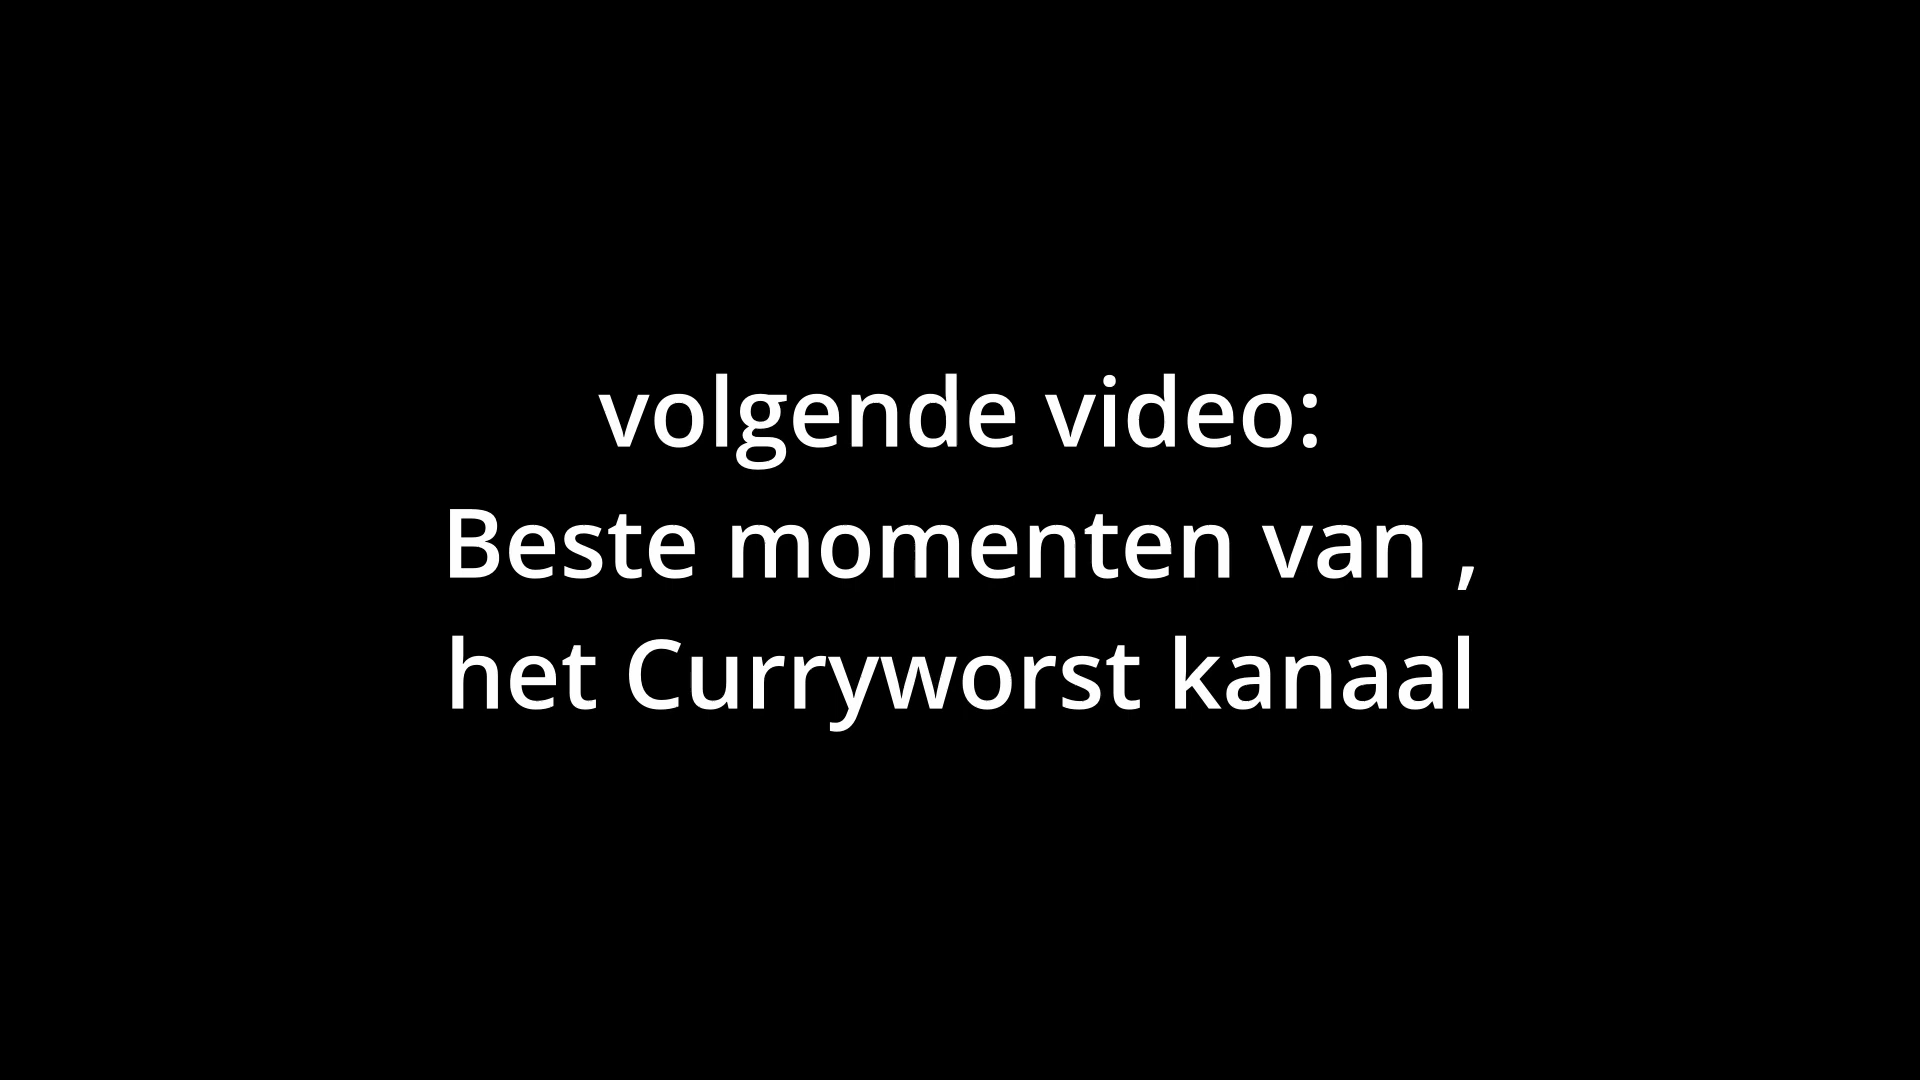 volgende video:
Beste momenten van ,
het Curryworst kanaal